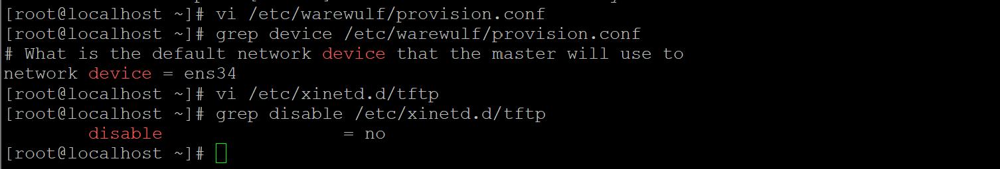 [root@localhost ~]# vi /etc/warewulf/provision.conf
[root@localhost ~]# grep device /etc/warewulf/provision.conf
# What is the default network device that the master will use to
network device = ens34
[root@localhost ~]# vi /etc/xinetd.d/tftp
[root@localhost ~]# grep disable /etc/xinetd.d/tftp
        disable                 = no
[root@localhost ~]#